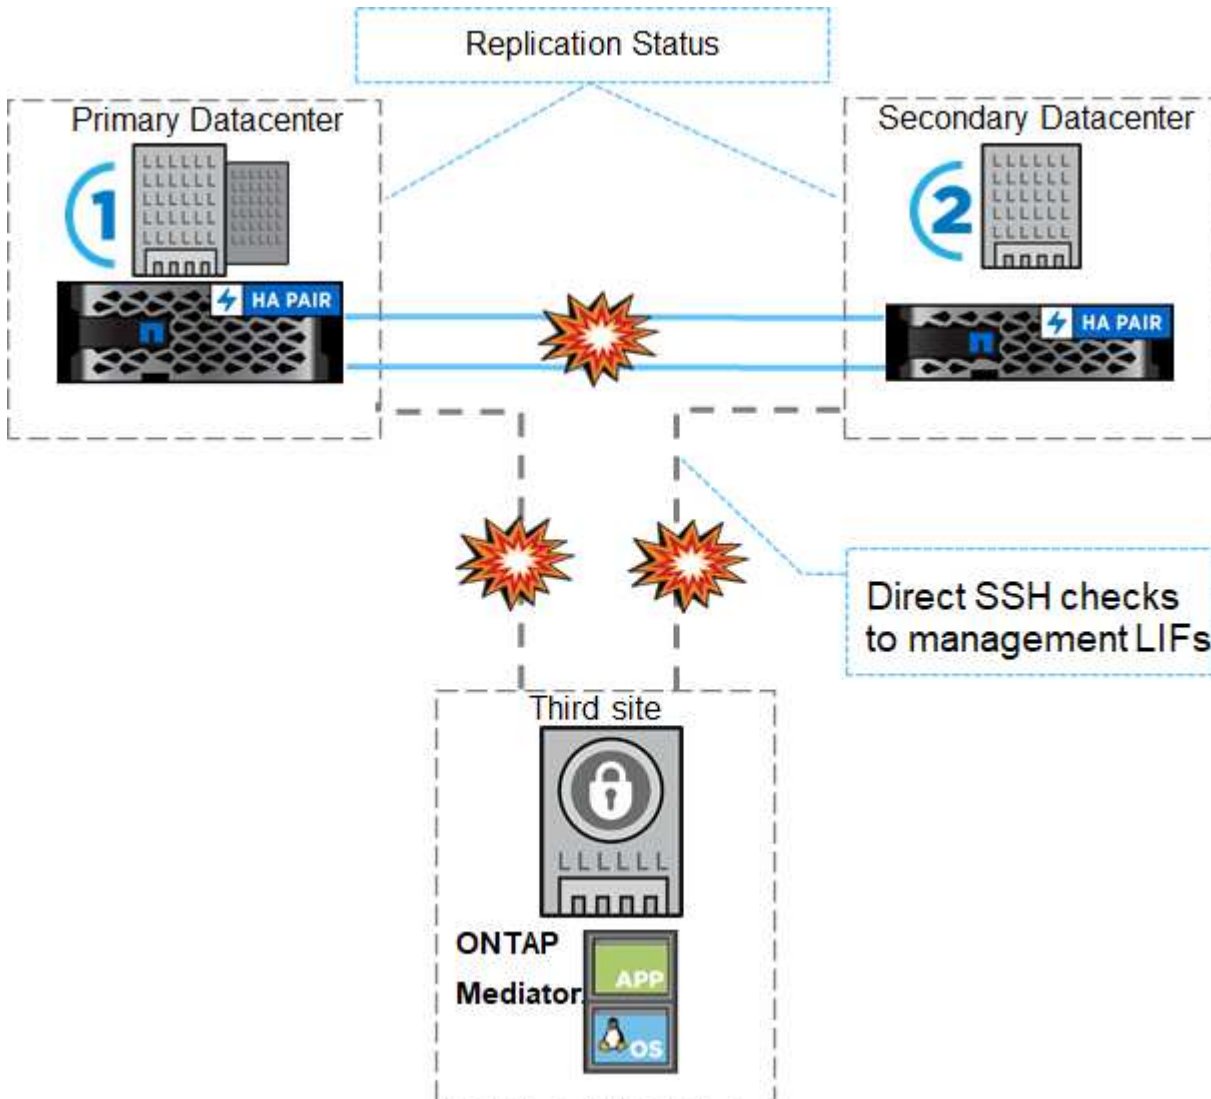 Replication Status
Primary Datacenter
Secondary Datacenter
1
2
HA PAIR
HA PAIR
Direct SSH checks
to management LIFs
Third site
ONTAP
Mediator.
APP
OS